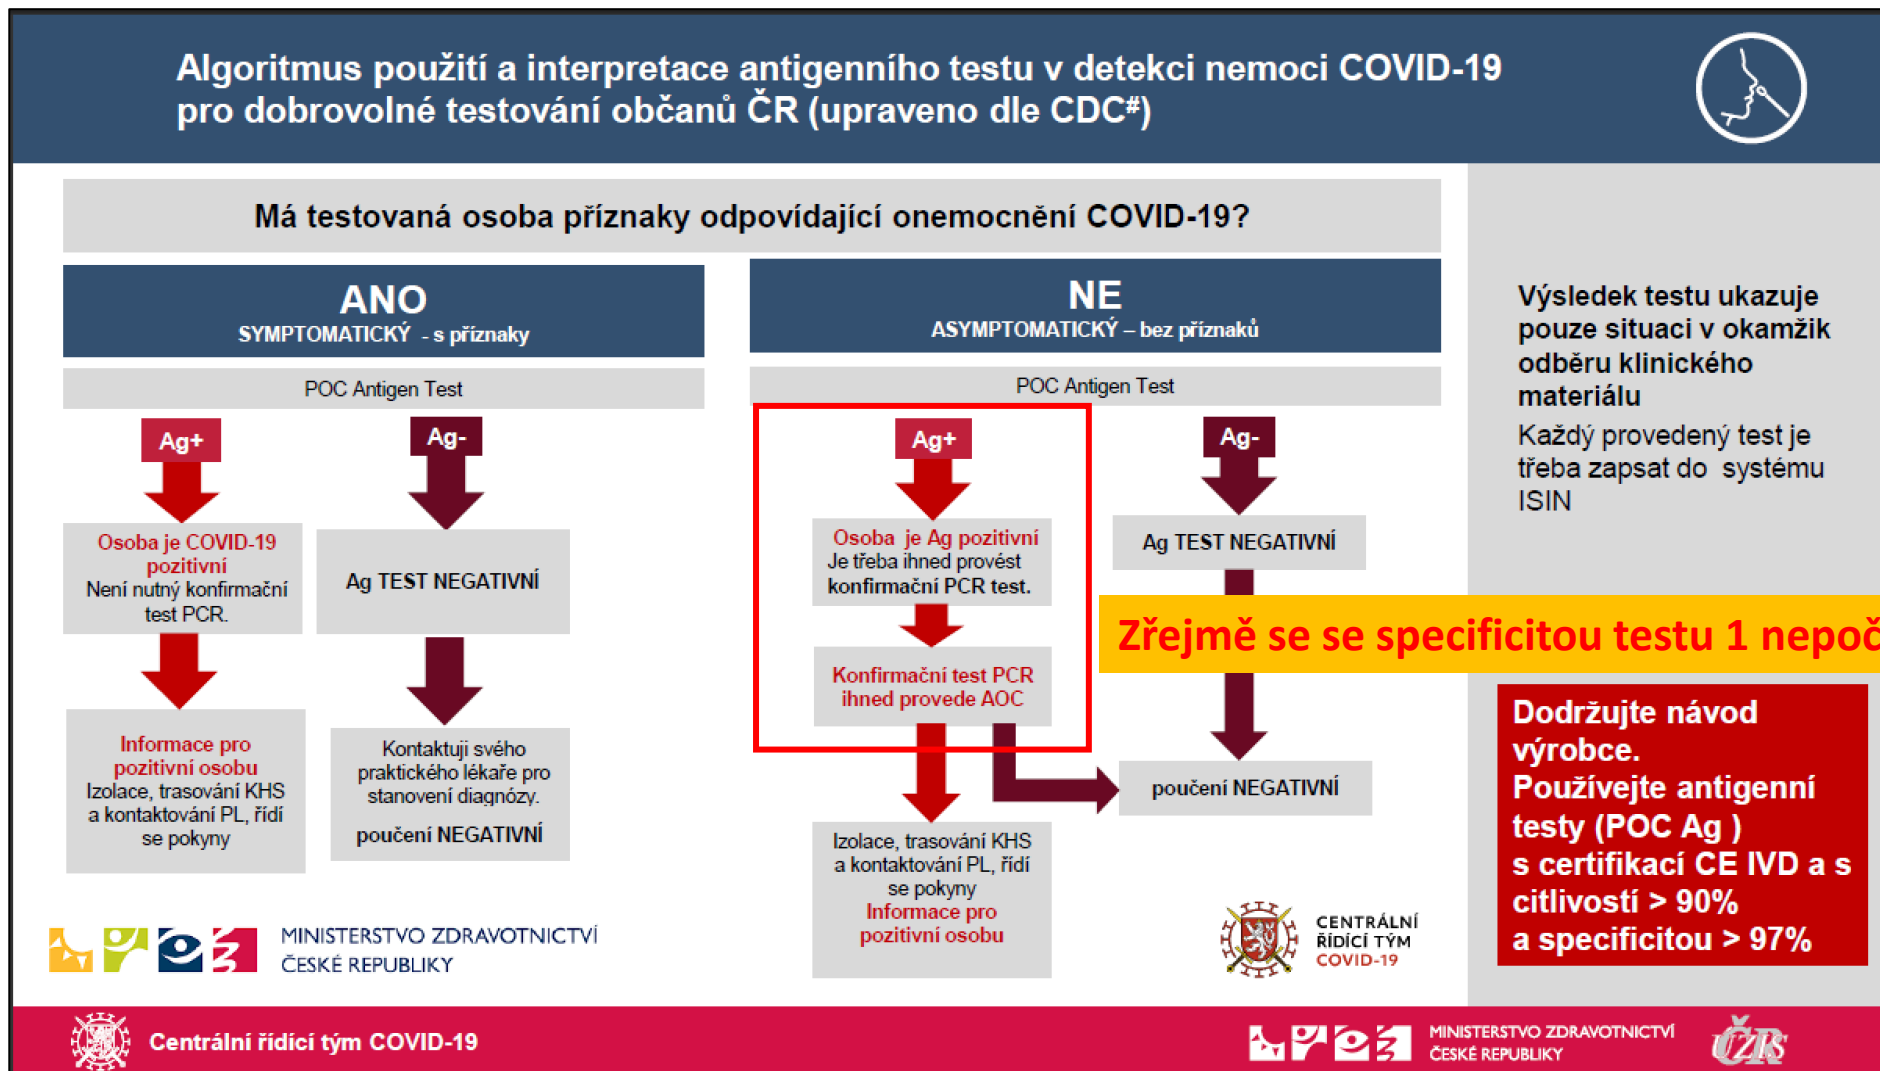 Algoritmus použití a interpretace antigenního testu v detekci nemoci COVID-19
pro dobrovolné testování občanů ČR (upraveno dle CDC#)
Má testovaná osoba příznaky odpovídající onemocnění COVID-19?
ANO
SYMPTOMATICKÝ - s příznaky
POC Antigen Test
Ag+
Osoba je COVID-19
pozitivní
Není nutný konfirmační
test PCR.
Informace pro
pozitivní osobu
Izolace, trasování KHS
a kontaktování PL, řídí
se pokyny
Ag-
Ag TEST NEGATIVNÍ
Kontaktuji svého
praktického lékaře pro
stanovení diagnózy.
poučení NEGATIVNÍ
NE
ASYMPTOMATICKÝ – bez příznaků
POC Antigen Test
Ag+
Osoba je Ag pozitivní
Je třeba ihned provést
konfirmační PCR test.
Konfirmační test PCR
ihned provede AOC
Izolace, trasování KHS
a kontaktování PL, řídí
se pokyny
Informace pro
pozitivní osobu
Ag-
Ag TEST NEGATIVNÍ
poučení NEGATIVNÍ
Výsledek testu ukazuje
pouze situaci v okamžik
odběru klinického
materiálu
Každý provedený test je
třeba zapsat do systému
ISIN
Zřejmě se se specificitou testu 1 nepoč
Dodržujte návod
výrobce.
Používejte antigenní
testy (POC Ag )
s certifikací CE IVD a s
citlivostí > 90%
a specificitou > 97%
MINISTERSTVO ZDRAVOTNICTVÍ
ČESKÉ REPUBLIKY
CENTRÁLNÍ
ŘÍDÍCÍ TÝM
COVID-19
Centrální řídící tým COVID-19
MINISTERSTVO ZDRAVOTNICTVÍ
ČESKÉ REPUBLIKY
ÚZIS